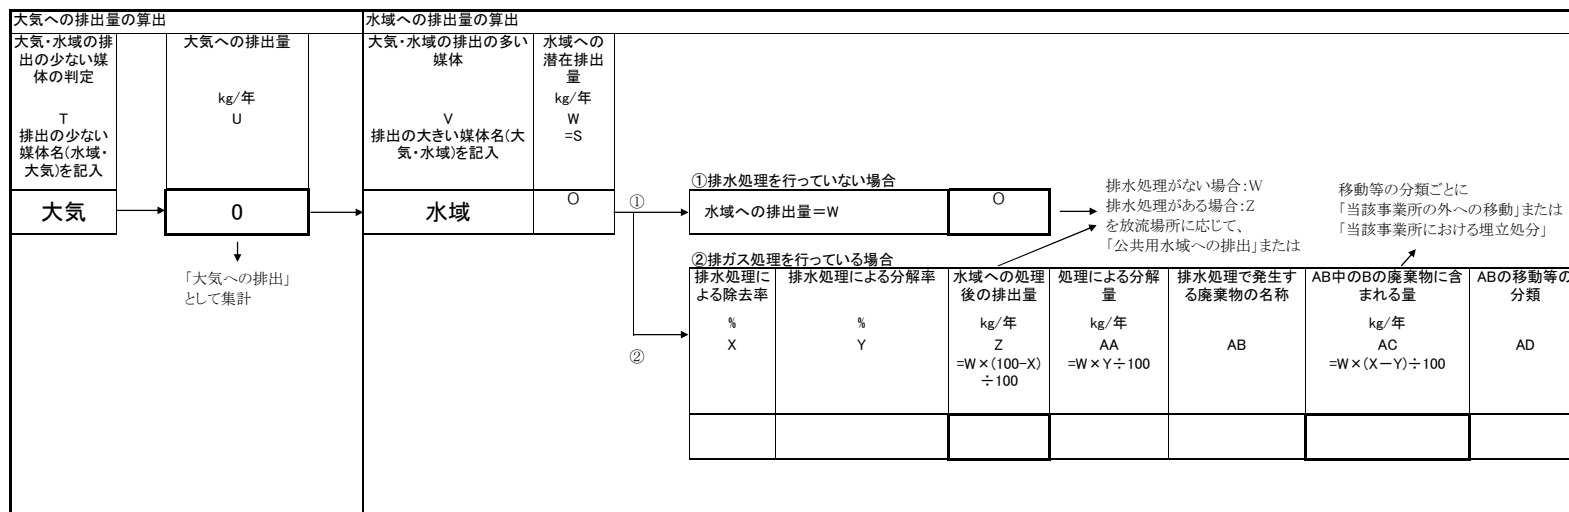 大気への排出量の算出
水域への排出量の算出
大気・水域の排
出の少ない媒
体の判定
T
排出の少ない
媒体名(水域・
大気)を記入
大気への排出量
kg/年
U
大気・水域の排出の多い
媒体
V
排出の大きい媒体名(大
気・水域)を記入
水域への
潜在排出
量
kg/年
W
=S
大気
0
水域
O
「大気への排出」
として集計
①
②
①排水処理を行っていない場合
水域への排出量=W
O
排水処理がない場合:W
排水処理がある場合:Z
を放流場所に応じて、
「公共用水域への排出」または
移動等の分類ごとに
「当該事業所の外への移動」または
「当該事業所における埋立処分」
②排ガス処理を行っている場合
排水処理に
よる除去率
%
X
排水処理による分解率
%
Y
水域への処理
後の排出量
kg/年
Z
=W×(100-X)
÷100
処理による分解
量
kg/年
AA
=W×Y÷100
排水処理で発生す
る廃棄物の名称
AB
AB中のBの廃棄物に含
まれる量
kg/年
AC
=W×(X-Y)÷100
ABの移動等の
分類
AD